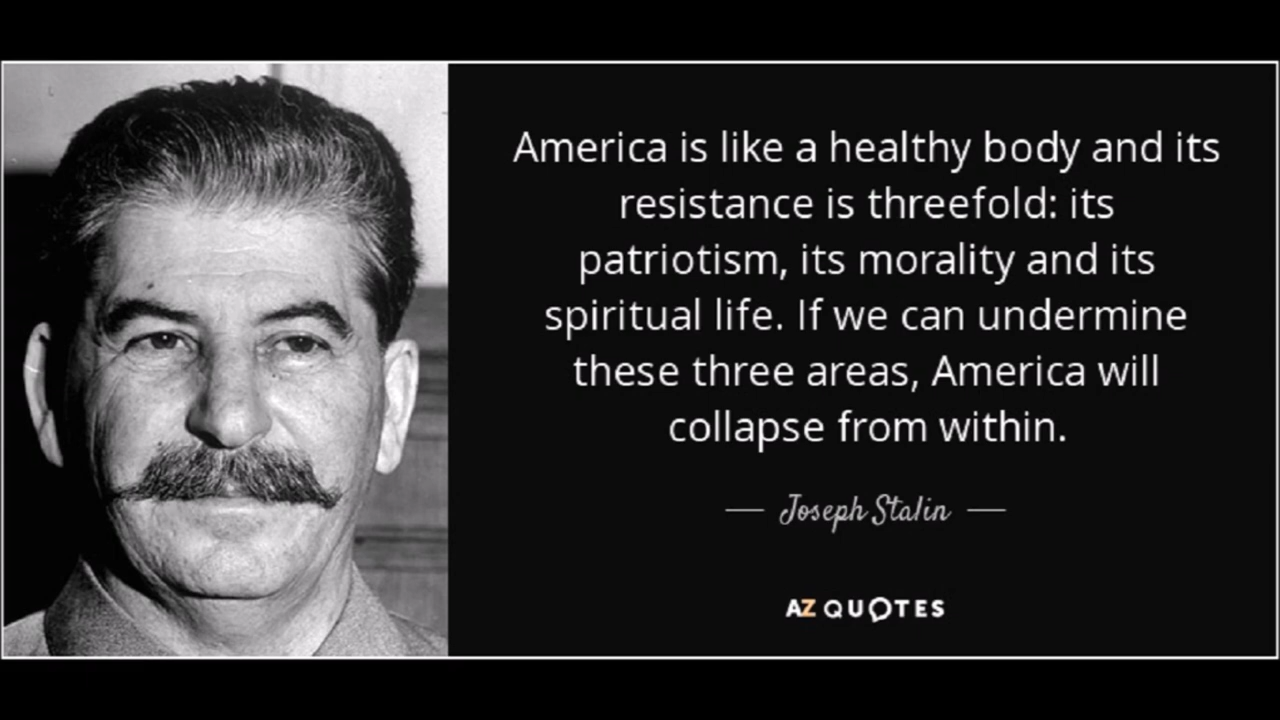 America is like a healthy body and its
resistance is threefold: its
patriotism, its morality and its
spiritual life. If we can undermine
these three areas, America will
collapse from within.
— Joseph Stalin —
AZ QUOTES